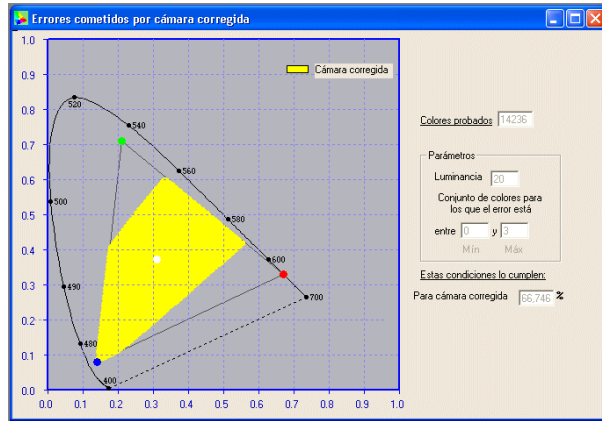 Errores cometidos por cámara corregida
1.0
0.9
0.8
0.7
0.6
0.5
0.4
0.3
0.2
0.1
0.0
0.0 0.1 0.2 0.3 0.4 0.5 0.6 0.7 0.8 0.9 1.0
Cámara corregida
520
540
560
500
580
600
490
700
480
400
Colores probados 14236
Parámetros
Luminancia 20
Conjunto de colores para
los que el error está
entre 0 y 3
Mín Máx
Estas condiciones lo cumplen:
Para cámara corregida 66,746 %